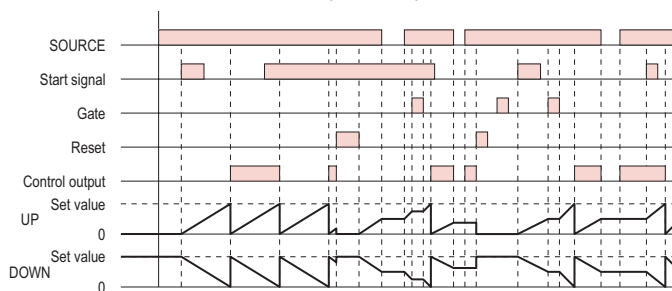 SOURCE
Start signal
Gate
Reset
Control output
Set value
UP
0
Set value
DOWN
0